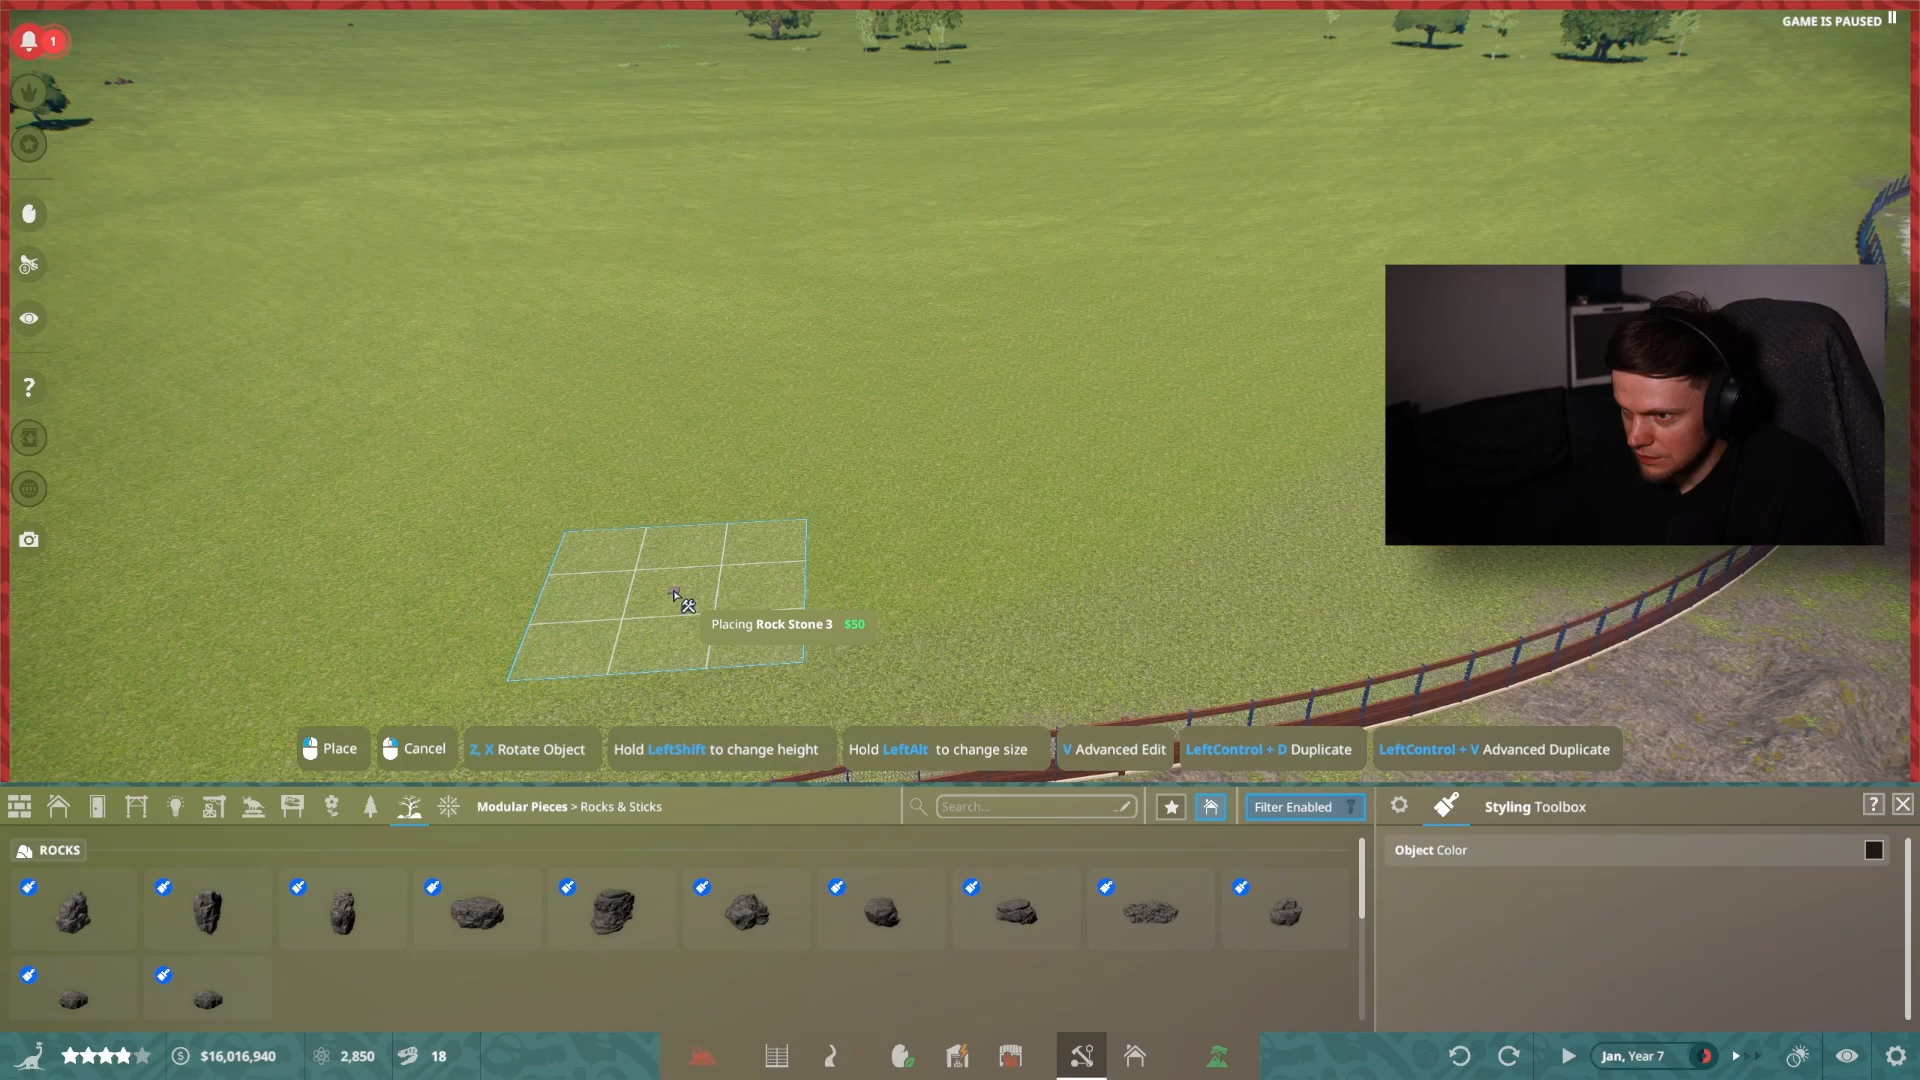 1
GAME IS PAUSED
?
Placing Rock Stone 3 $50
Place
Cancel
Z, X Rotate Object
Hold LeftShift to change height
Hold LeftAlt to change size
V Advanced Edit
LeftControl + D Duplicate
LeftControl + V Advanced Duplicate
Modular Pieces > Rocks & Sticks
Search...
Filter Enabled
Styling Toolbox
?
ROCKS
Object Color
$16,016,940
2,850
18
Jan, Year 7